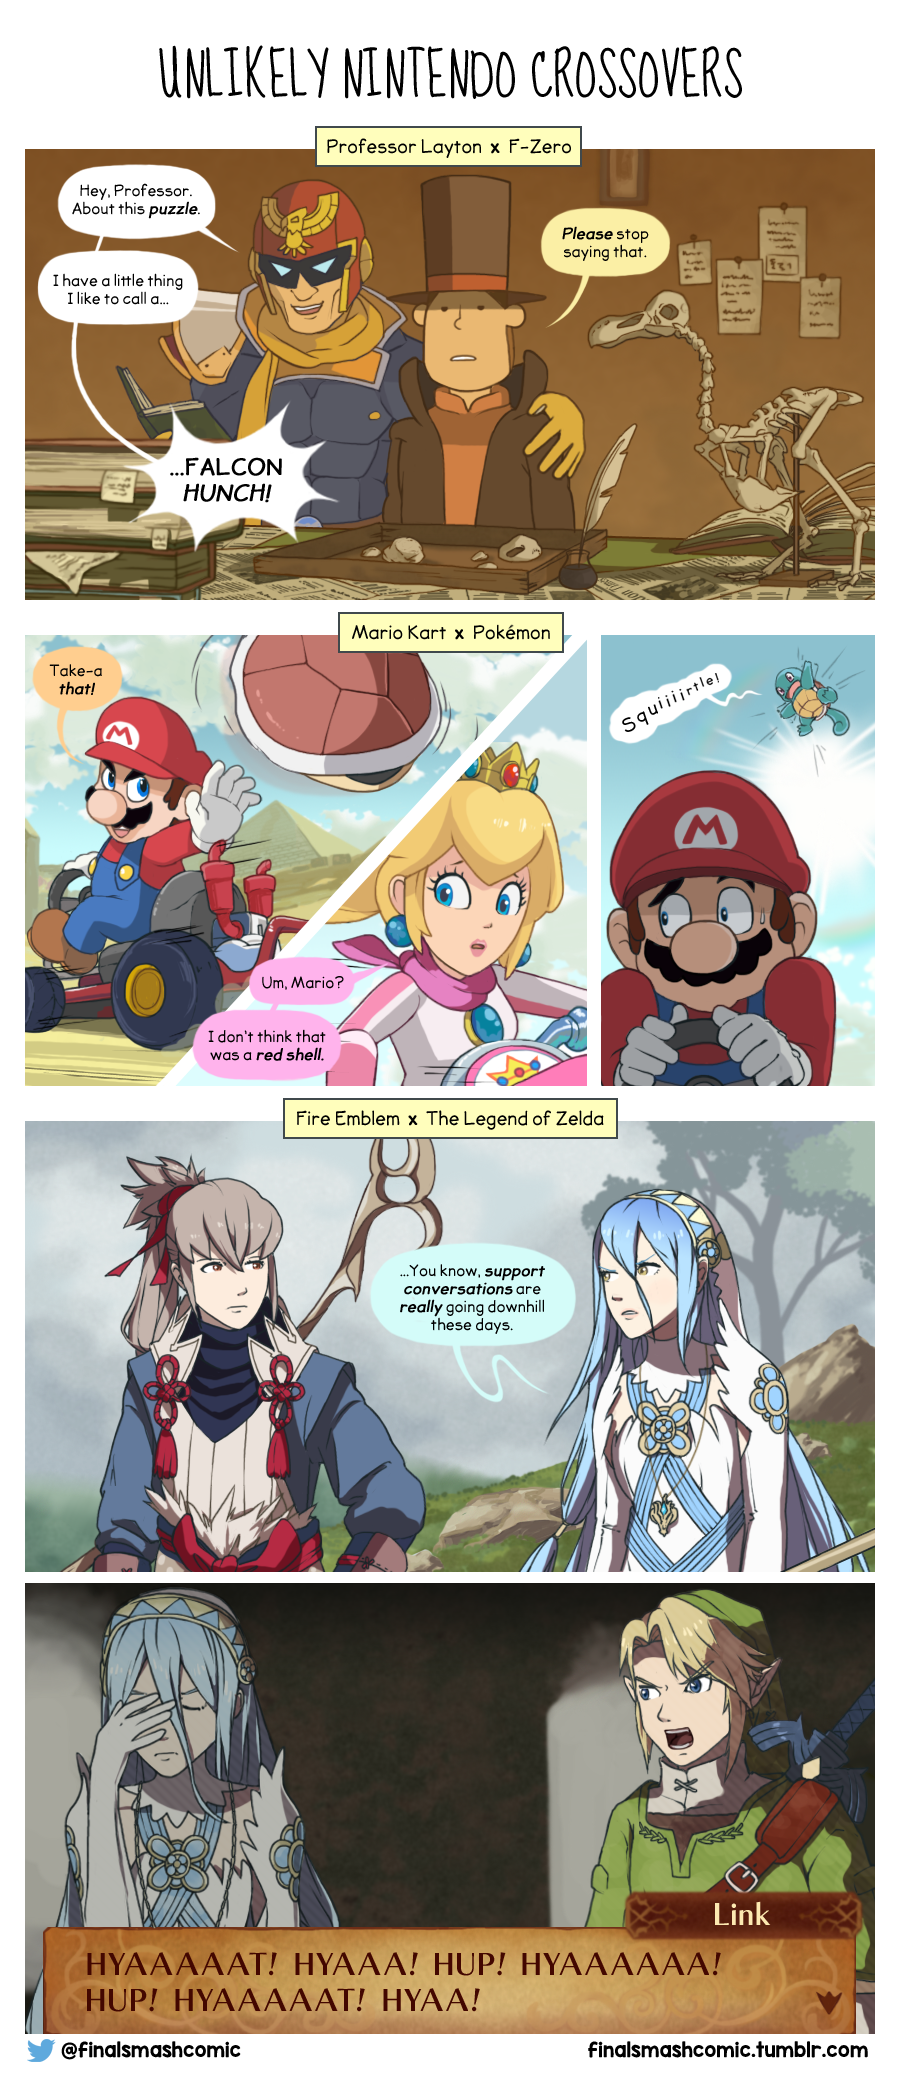 UNLIKELY NINTENDO CROSSOVERS
Professor Layton x F-Zero
Hey, Professor.
About this puzzle.
I have a little thing
I like to call a...
...FALCON
HUNCH!
Please stop
saying that.
Mario Kart x Pokémon
Take-a
that!
Um, Mario?
I don't think that
was a red shell.
Squiiiirtle!
Fire Emblem x The Legend of Zelda
...You know, support
conversations are
really going downhill
these days.
Link
HYAAAAAT! HYAAA! HUP! HYAAAAAA!
HUP! HYAAAAAT! HYAA!
@finalsmashcomic
finalsmashcomic.tumblr.com